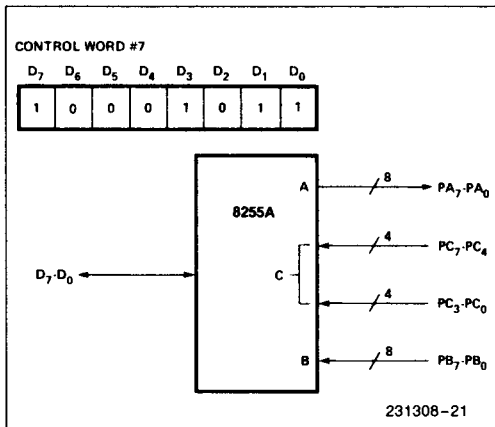 CONTROL WORD #7
D7 D6 D5 D4 D3 D2 D1 D0
1 0 0 0 1 0 1 1
A 8 PA7-PA0
8255A
4 PC7-PC4
D7-D0 C
4 PC3-PC0
B 8 PB7-PB0
231308-21